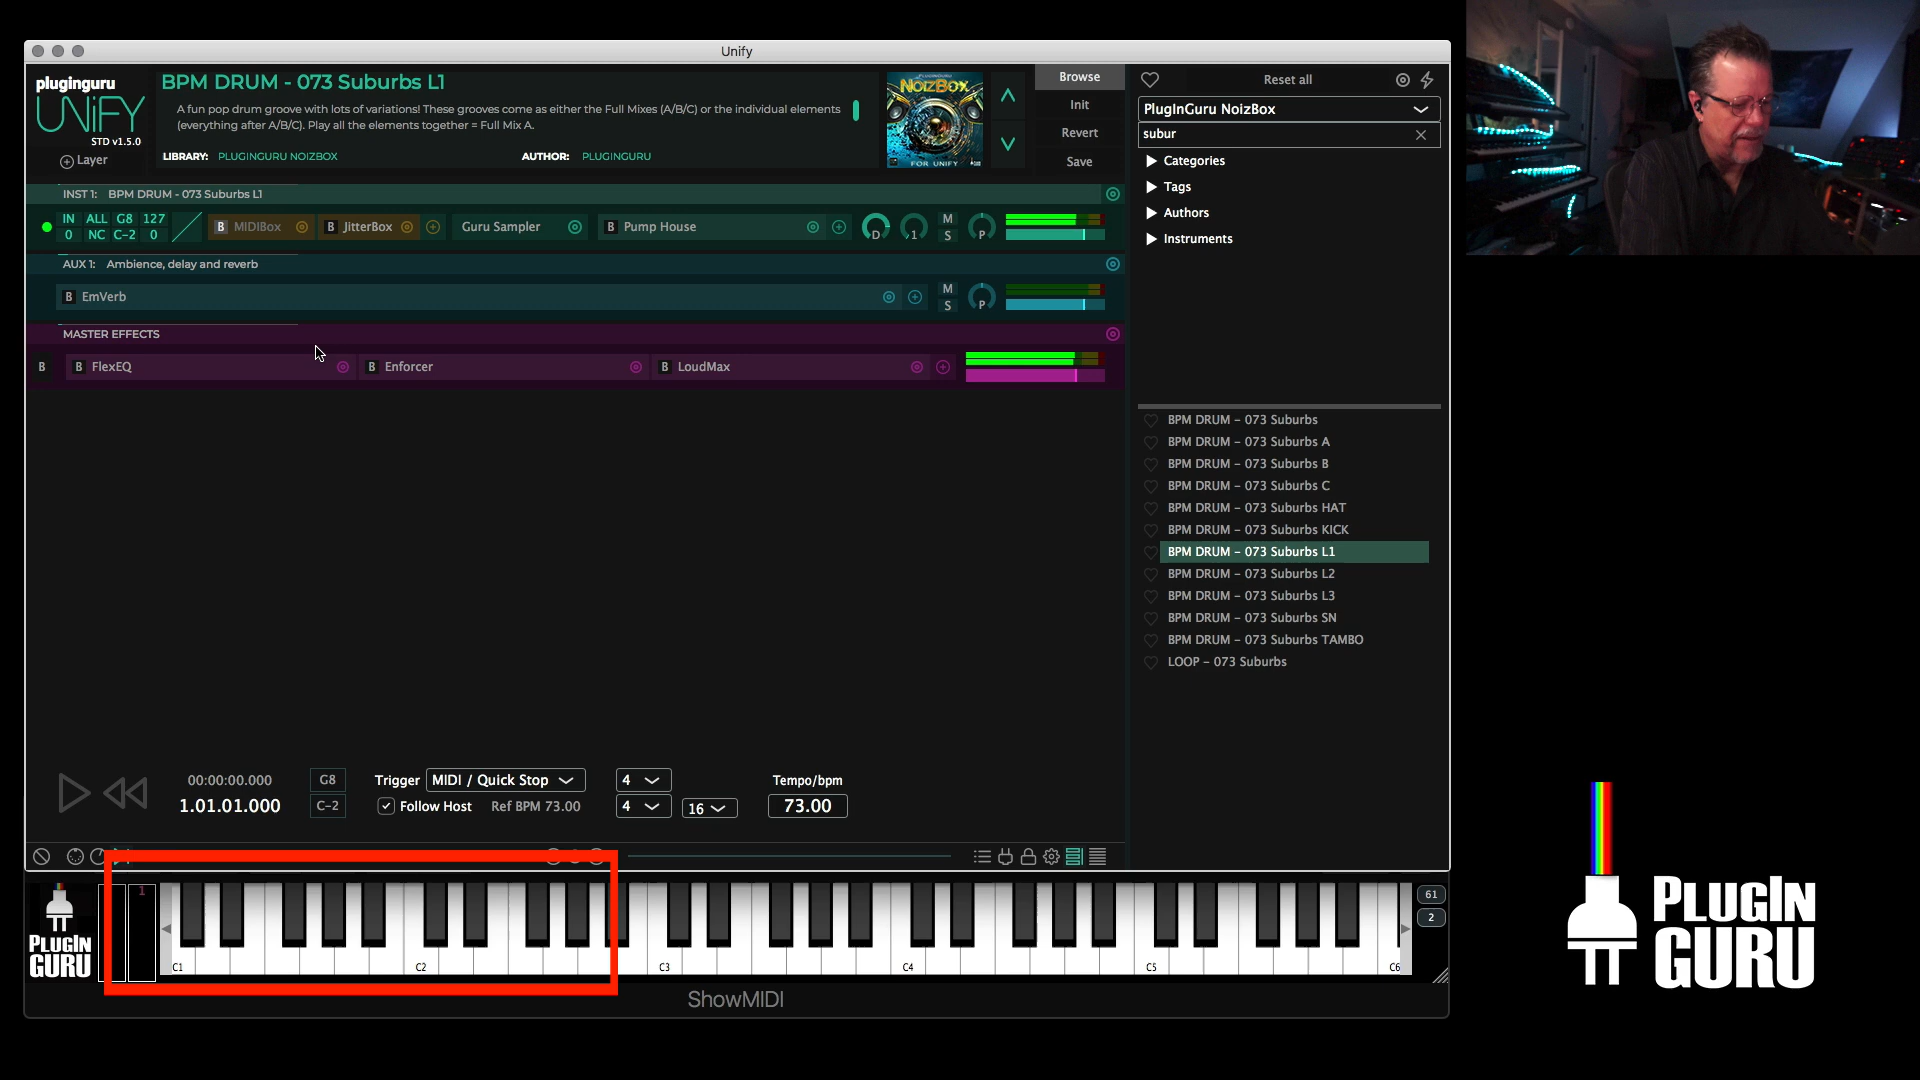 Unify
pluginguru
UNiFY
STD v1.5.0
Layer
BPM DRUM - 073 Suburbs L1
A fun pop drum groove with lots of variations! These grooves come as either the Full Mixes (A/B/C) or the individual elements
(everything after A/B/C). Play all the elements together = Full Mix A.
LIBRARY: PLUGINGURU NOIZBOX AUTHOR: PLUGINGURU
NOIZBOX
FOR UNIFY
Browse
Init
Revert
Save
Reset all
PlugInGuru NoizBox
subur
Categories
Tags
Authors
Instruments
INST 1: BPM DRUM - 073 Suburbs L1
IN ALL G8 127
0 NC C-2 0
B MIDIBox
B JitterBox
Guru Sampler
B Pump House
D 1 M S P
AUX 1: Ambience, delay and reverb
B EmVerb
M S P
MASTER EFFECTS
B
B FlexEQ
B Enforcer
B LoudMax
BPM DRUM - 073 Suburbs
BPM DRUM - 073 Suburbs A
BPM DRUM - 073 Suburbs B
BPM DRUM - 073 Suburbs C
BPM DRUM - 073 Suburbs HAT
BPM DRUM - 073 Suburbs KICK
BPM DRUM - 073 Suburbs L1
BPM DRUM - 073 Suburbs L2
BPM DRUM - 073 Suburbs L3
BPM DRUM - 073 Suburbs SN
BPM DRUM - 073 Suburbs TAMBO
LOOP - 073 Suburbs
00:00:00.000 G8 Trigger MIDI / Quick Stop 4 Tempo/bpm
1.01.01.000 C-2 Follow Host Ref BPM 73.00 4 16 73.00
1
C1 C2 C3 C4 C5 C6
61
2
PLUGIN
GURU
ShowMIDI
PLUGIN
GURU